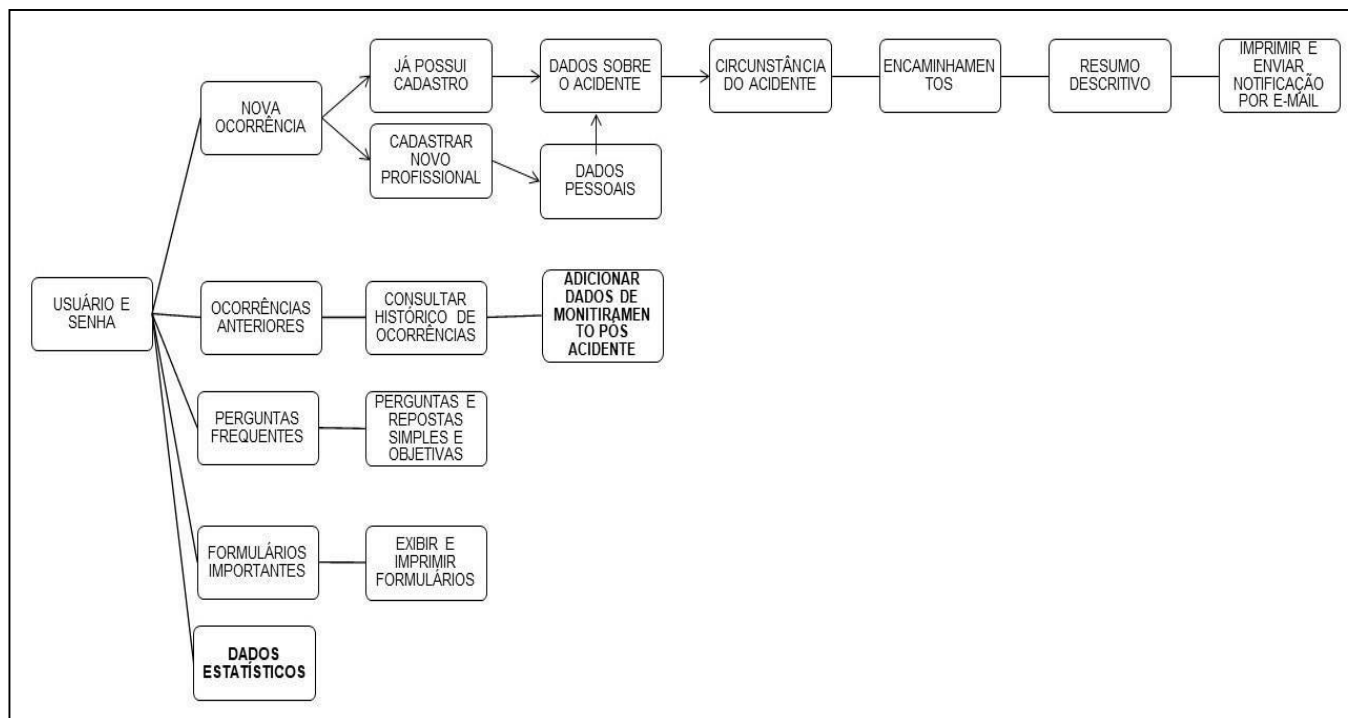 JÁ POSSUI
CADASTRO
DADOS SOBRE
O ACIDENTE
CIRCUNSTÂNCIA
DO ACIDENTE
ENCAMINHAMEN
TOS
RESUMO
DESCRITIVO
IMPRIMIR E
ENVIAR
NOTIFICAÇÃO
POR E-MAIL
NOVA
OCORRÊNCIA
CADASTRAR
NOVO
PROFISSIONAL
DADOS
PESSOAIS
USUÁRIO E
SENHA
OCORRÊNCIAS
ANTERIORES
CONSULTAR
HISTÓRICO DE
OCORRÊNCIAS
ADICIONAR
DADOS DE
MONITIRAMEN
TO PÓS
ACIDENTE
PERGUNTAS
FREQUENTES
PERGUNTAS E
REPOSTAS
SIMPLES E
OBJETIVAS
FORMULÁRIOS
IMPORTANTES
EXIBIR E
IMPRIMIR
FORMULÁRIOS
DADOS
ESTATÍSTICOS